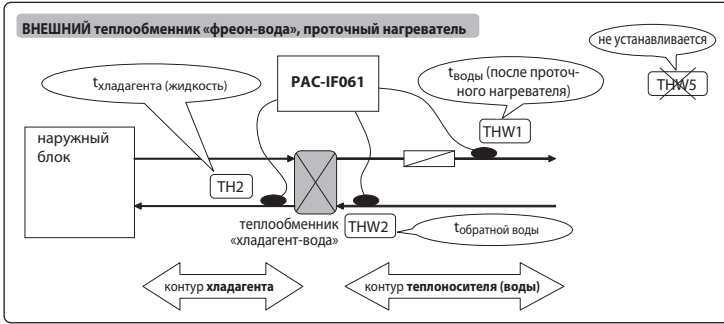 ВНЕШНИЙ теплообменник «фреон-вода», проточный нагреватель
не устанавливается
THW5
tхладагента (жидкость)
PAC-IF061
tводы (после проточ-
ного нагревателя)
THW1
наружный
блок
TH2
теплообменник
«хладагент-вода»
THW2
tобратной воды
контур хладагента
контур теплоносителя (воды)